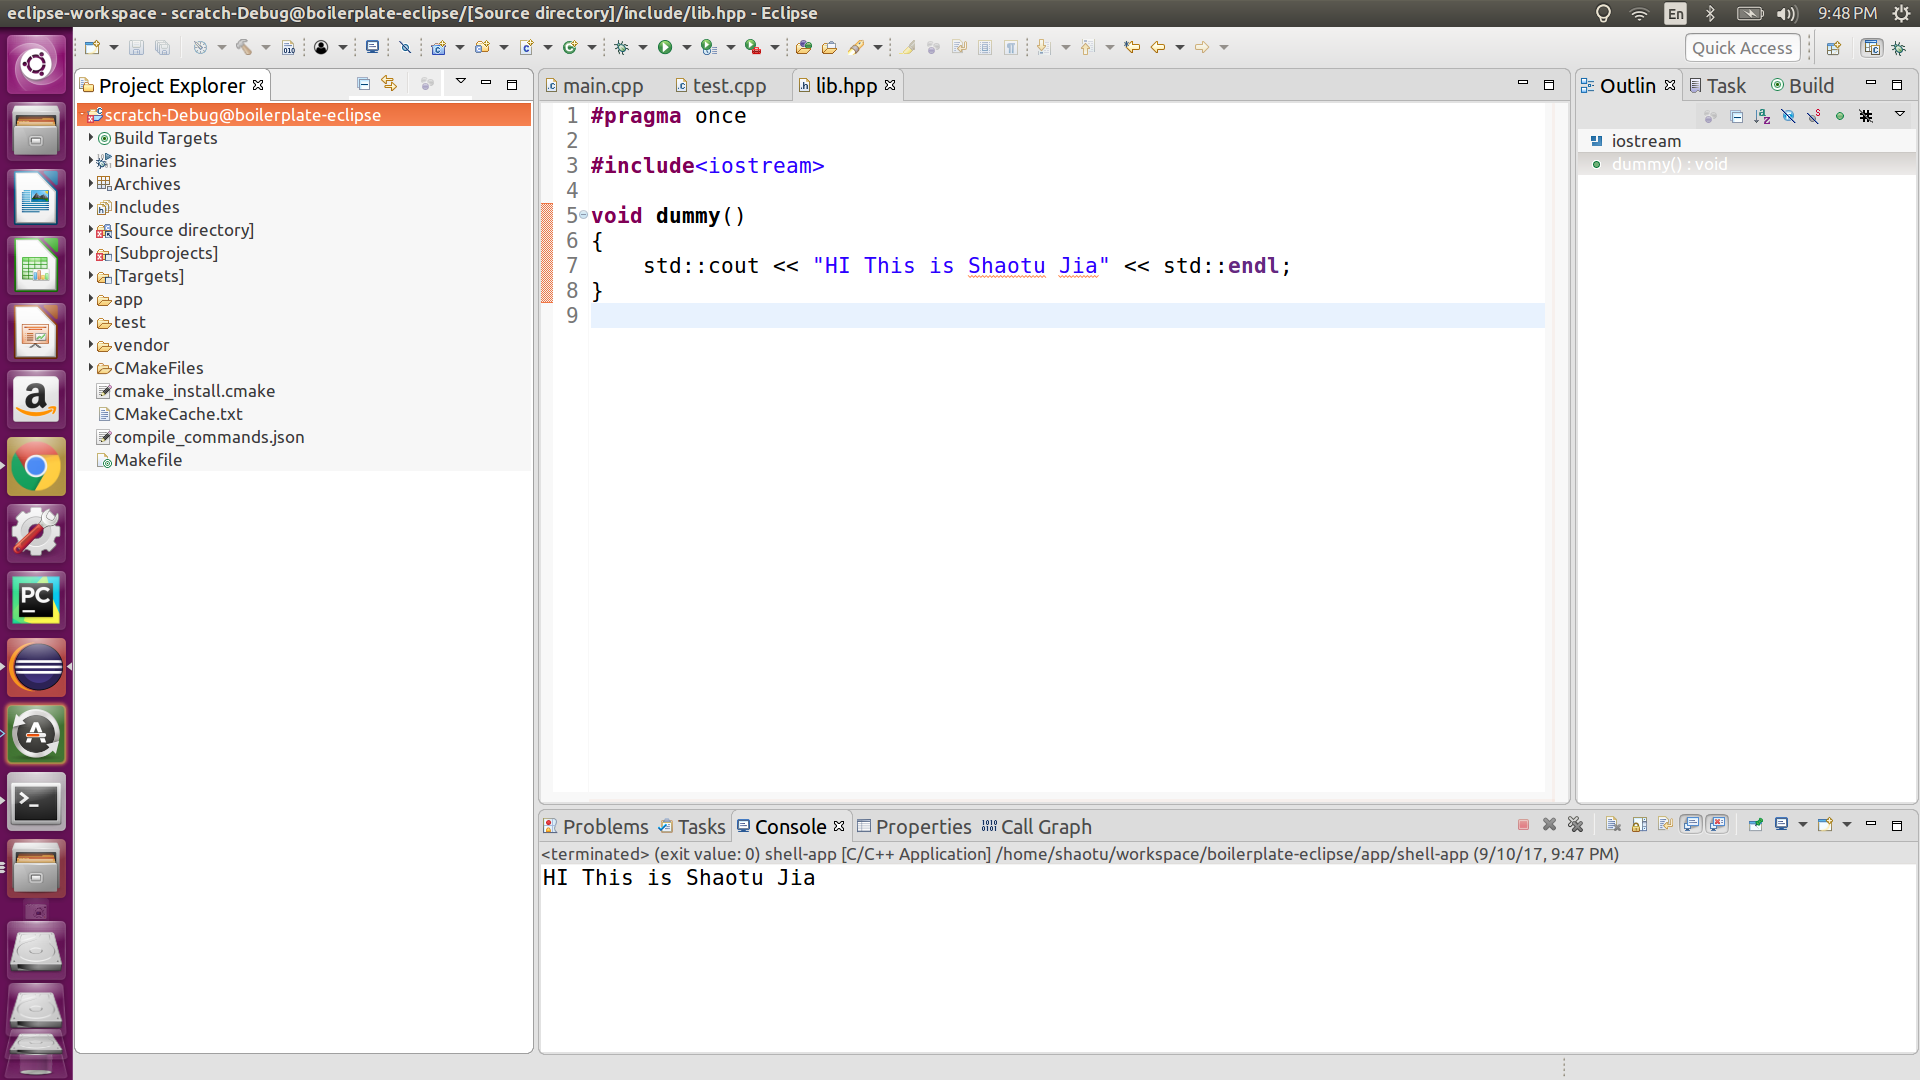 eclipse-workspace - scratch-Debug@boilerplate-eclipse/[Source directory]/include/lib.hpp - Eclipse
En
9:48 PM
Quick Access
Project Explorer
scratch-Debug@boilerplate-eclipse
Build Targets
Binaries
Archives
Includes
[Source directory]
[Subprojects]
[Targets]
app
test
vendor
CMakeFiles
cmake_install.cmake
CMakeCache.txt
compile_commands.json
Makefile
main.cpp
test.cpp
lib.hpp
1 #pragma once
2
3 #include<iostream>
4
5 void dummy()
6 {
7     std::cout << "HI This is Shaotu Jia" << std::endl;
8 }
9
Outlin
Task
Build
iostream
dummy() : void
Problems
Tasks
Console
Properties
Call Graph
<terminated> (exit value: 0) shell-app [C/C++ Application] /home/shaotu/workspace/boilerplate-eclipse/app/shell-app (9/10/17, 9:47 PM)
HI This is Shaotu Jia
PC